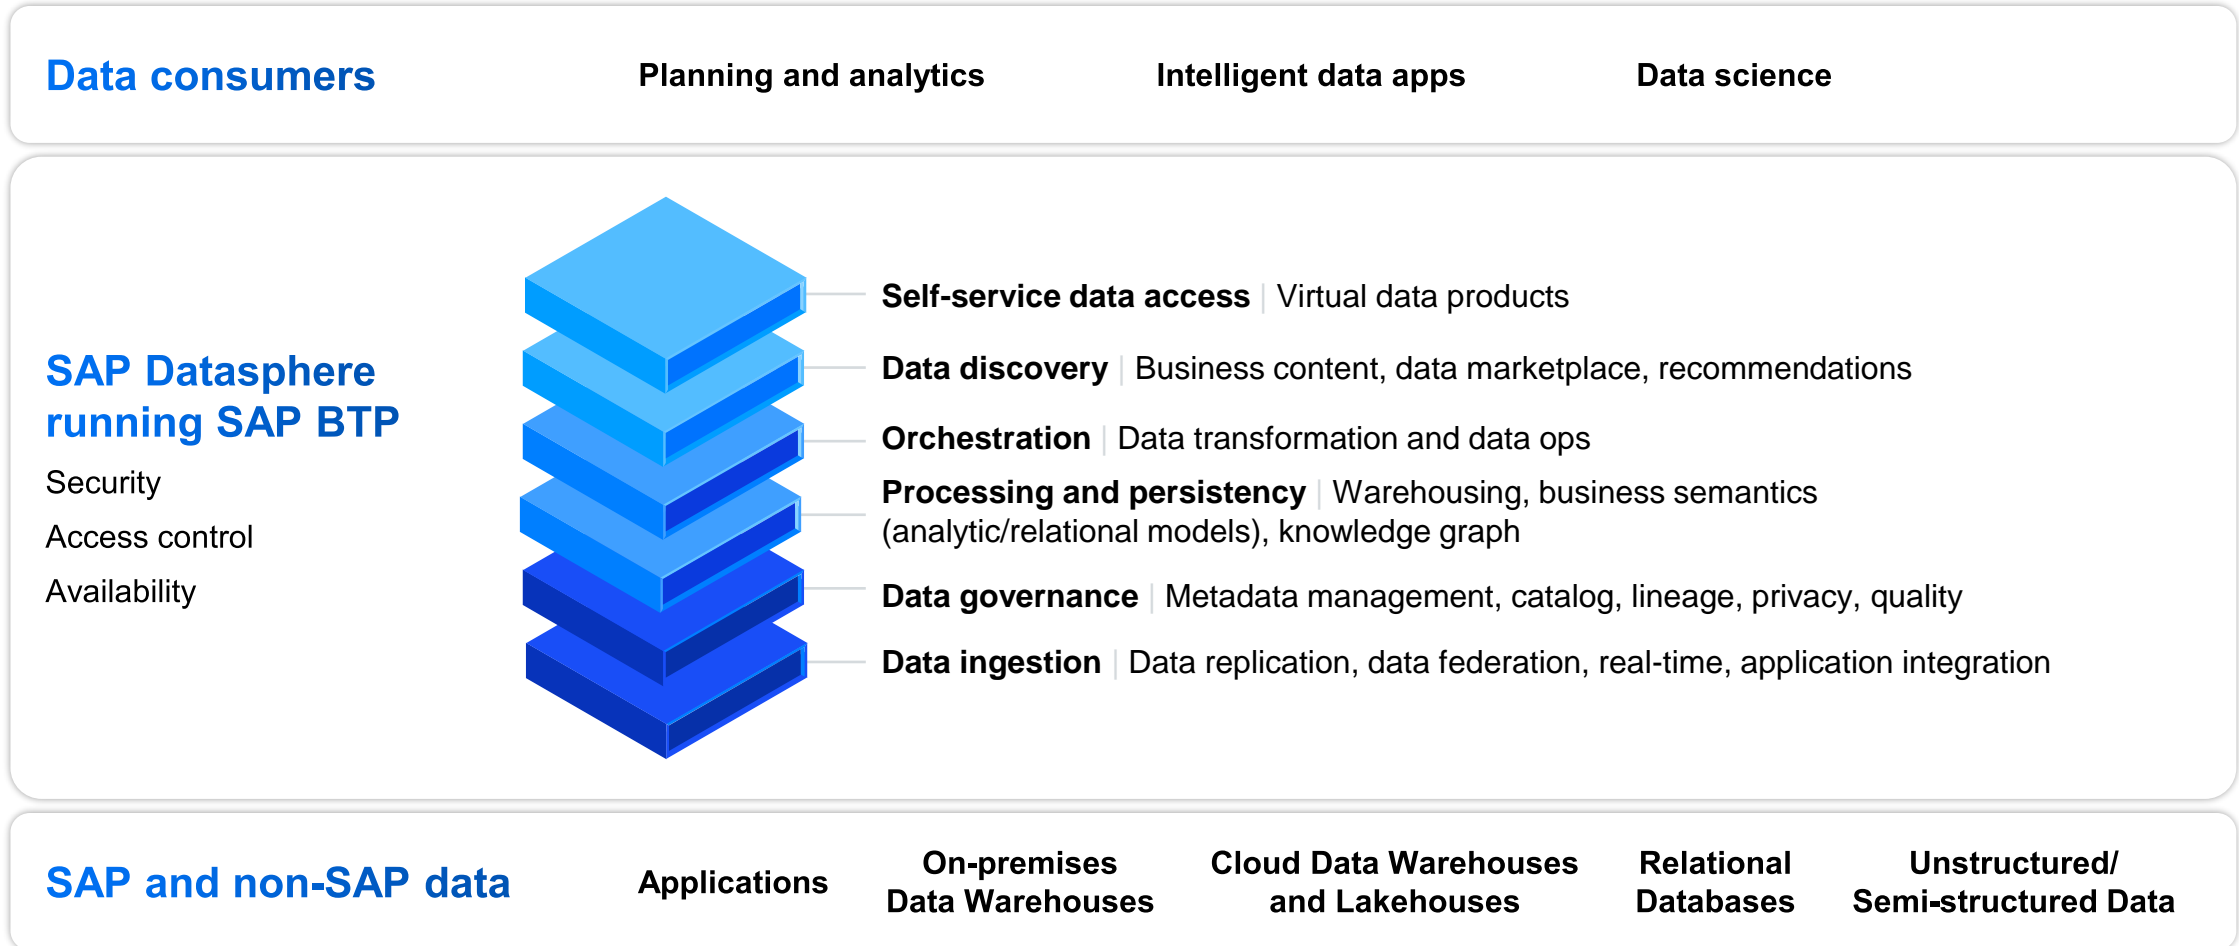 Data consumers
Planning and analytics
Intelligent data apps
Data science
SAP Datasphere
running SAP BTP
Security
Access control
Availability
Self-service data access | Virtual data products
Data discovery | Business content, data marketplace, recommendations
Orchestration | Data transformation and data ops
Processing and persistency | Warehousing, business semantics
(analytic/relational models), knowledge graph
Data governance | Metadata management, catalog, lineage, privacy, quality
Data ingestion | Data replication, data federation, real-time, application integration
SAP and non-SAP data
Applications
On-premises
Data Warehouses
Cloud Data Warehouses
and Lakehouses
Relational
Databases
Unstructured/
Semi-structured Data